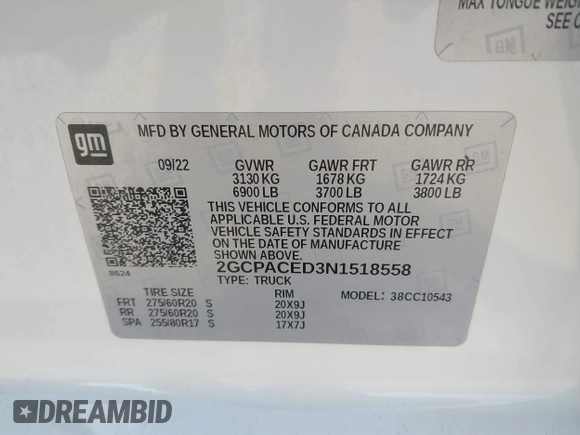 MAX TONGUE WEIGH
SEE O
gm
MFD BY GENERAL MOTORS OF CANADA COMPANY
09/22 GVWR GAWR FRT GAWR RR
3130 KG 1678 KG 1724 KG
6900 LB 3700 LB 3800 LB
THIS VEHICLE CONFORMS TO ALL
APPLICABLE U.S. FEDERAL MOTOR
VEHICLE SAFETY STANDARDS IN EFFECT
ON THE DATE OF MANUFACTURE
SHOWN ABOVE.
8624
2GCPACED3N1518558
TYPE: TRUCK
TIRE SIZE RIM MODEL: 38CC10543
FRT 275/60R20 S 20X9J
RR 275/60R20 S 20X9J
SPA 255/80R17 S 17X7J
DREAMBID